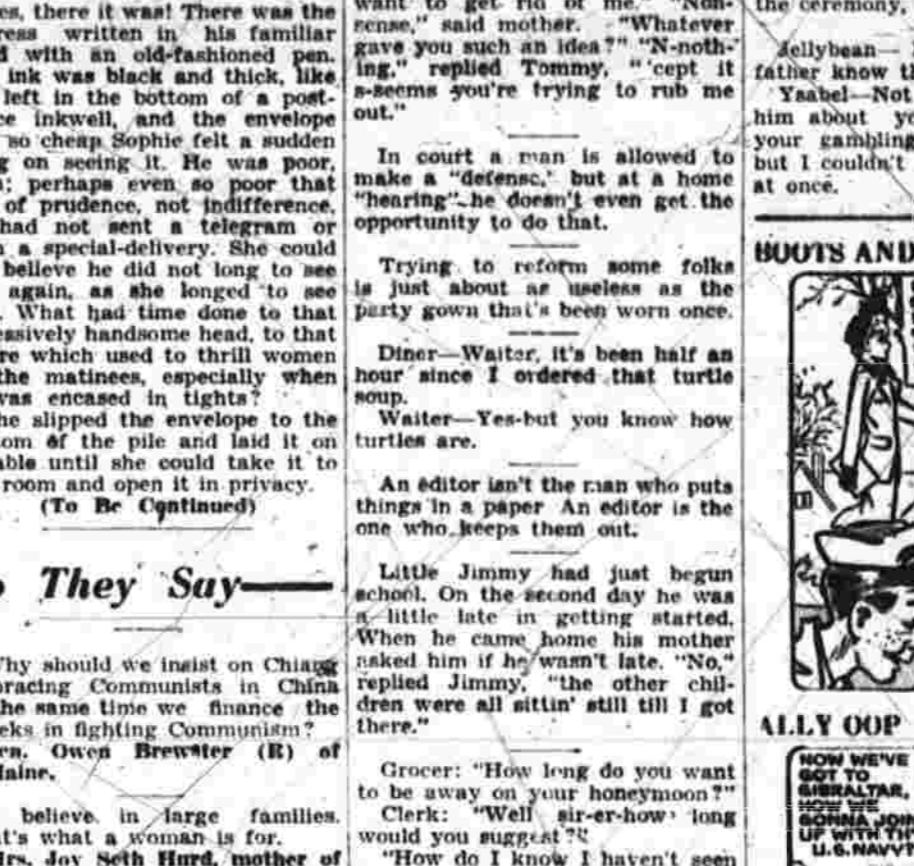 es, there it was! There was the
ress written in his familiar
d with an old-fashioned pen.
ink was black and thick, like
left in the bottom of a post-
ce inkwell, and the envelope
so cheap Sophie felt a sudden
g on seeing it. He was poor,
; perhaps even so poor that
of prudence, not indifference,
had not sent a telegram or
n a special-delivery. She could
believe he did not long to see
again, as she longed to see
. What had time done to that
essively handsome head, to that
re which used to thrill women
the matinees, especially when
was encased in tights?
he slipped the envelope to the
tom of the pile and laid it on
able until she could take it to
room and open it in privacy.
(To Be Continued)
They Say—
Why should we insist on Chiang
bracing Communists in China
he same time we finance the
eeks in fighting Communism?
en. Owen Brewster (R) of
laine.
believe in large families.
at's what a woman is for.
Mrs. Joy Seth Hurd, mother of
want to get rid of me." "Non-
sense," said mother. "Whatever
gave you such an idea?" "N-noth-
ing," replied Tommy, "'cept it
s-seems you're trying to rub me
out."
In court a man is allowed to
make a "defense,' but at a home
"hearing" he doesn't even get the
opportunity to do that.
Trying to reform some folks
is just about as useless as the
party gown that's been worn once.
Diner—Waiter, it's been half an
hour since I ordered that turtle
soup.
Waiter—Yes-but you know how
turtles are.
An editor isn't the man who puts
things in a paper An editor is the
one who keeps them out.
Little Jimmy had just begun
school. On the second day he was
a little late in getting started.
When he came home his mother
asked him if he wasn't late. "No,"
replied Jimmy, "the other chil-
dren were all sittin' still till I got
there."
Grocer: "How long do you want
to be away on your honeymoon?"
Clerk: "Well sir-er-how long
would you suggest?"
"How do I know I haven't seen
the ceremony,
Jellybean—
father know th
Ysabel—Not
him about yo
your gambling
but I couldn't
at once.
BOOTS AND
ALLY OOP
NOW WE'VE
GOT TO
GIBRALTAR,
HOW WE
GONNA JOIN
UP WITH TH
U.S. NAVY?